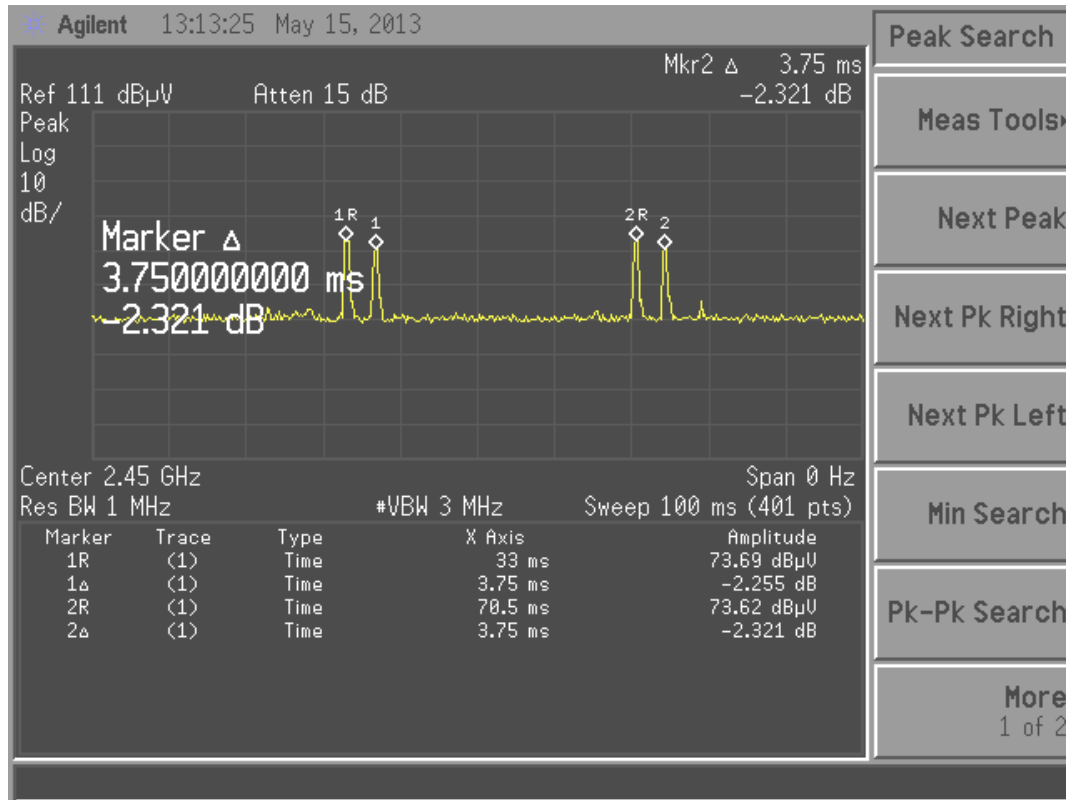 Agilent 13:13:25 May 15, 2013
Peak Search
Mkr2 Δ 3.75 ms
Ref 111 dBµV Atten 15 dB -2.321 dB
Peak
Log
10
dB/
1R 1 2R 2
Marker Δ
3.750000000 ms
-2.321 dB
Center 2.45 GHz Span 0 Hz
Res BW 1 MHz #VBW 3 MHz Sweep 100 ms (401 pts)
Marker Trace Type X Axis Amplitude
1R (1) Time 33 ms 73.69 dBµV
1Δ (1) Time 3.75 ms -2.255 dB
2R (1) Time 70.5 ms 73.62 dBµV
2Δ (1) Time 3.75 ms -2.321 dB
Meas Tools
Next Peak
Next Pk Right
Next Pk Left
Min Search
Pk-Pk Search
More
1 of 2